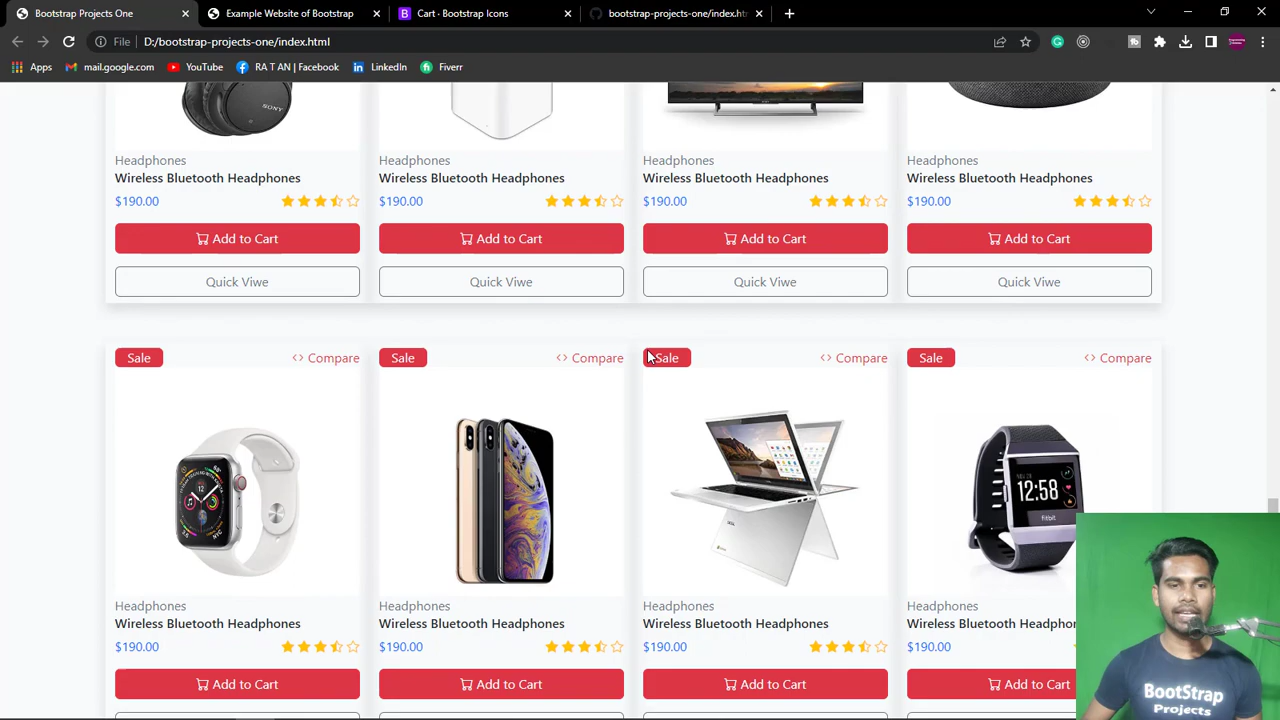 Bootstrap Projects One
Example Website of Bootstrap
Cart · Bootstrap Icons
bootstrap-projects-one/index.htm
File D:/bootstrap-projects-one/index.html
Apps mail.google.com YouTube RA T AN | Facebook LinkedIn Fiverr
SONY
Headphones Headphones Headphones Headphones
Wireless Bluetooth Headphones Wireless Bluetooth Headphones Wireless Bluetooth Headphones Wireless Bluetooth Headphones
$190.00 $190.00 $190.00 $190.00
Add to Cart Add to Cart Add to Cart Add to Cart
Quick Viwe Quick Viwe Quick Viwe Quick Viwe
Sale Compare Sale Compare Sale Compare Sale Compare
12:58
fitbit
Headphones Headphones Headphones Headphones
Wireless Bluetooth Headphones Wireless Bluetooth Headphones Wireless Bluetooth Headphones Wireless Bluetooth Headphon
$190.00 $190.00 $190.00 $190.00
Add to Cart Add to Cart Add to Cart Add to Cart
BootStrap
Projects